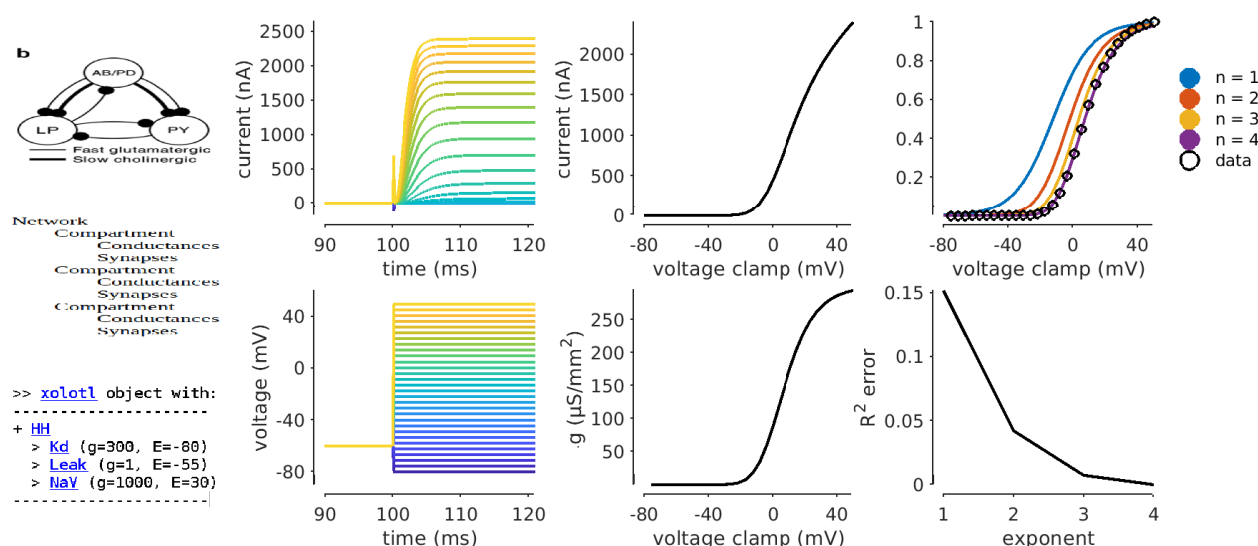 b
AB/PD
LP
PY
Fast glutamatergic
Slow cholinergic
Network
Compartment
Conductances
Synapses
Compartment
Conductances
Synapses
Compartment
Conductances
Synapses
>> xolotl object with:
---------------------
+ HH
> Kd (g=300, E=-80)
> Leak (g=1, E=-55)
> NaV (g=1000, E=30)
---------------------
current (nA)
2500
2000
1500
1000
500
0
90
100
110
120
time (ms)
voltage (mV)
40
0
-40
-80
90
100
110
120
time (ms)
current (nA)
2000
1500
1000
500
0
-80
-40
0
40
voltage clamp (mV)
g (μS/mm²)
250
200
150
100
50
0
-80
-40
0
40
voltage clamp (mV)
1
0.8
0.6
0.4
0.2
-80
-40
0
40
voltage clamp (mV)
n = 1
n = 2
n = 3
n = 4
data
R² error
0.15
0.1
0.05
0
1
2
3
4
exponent